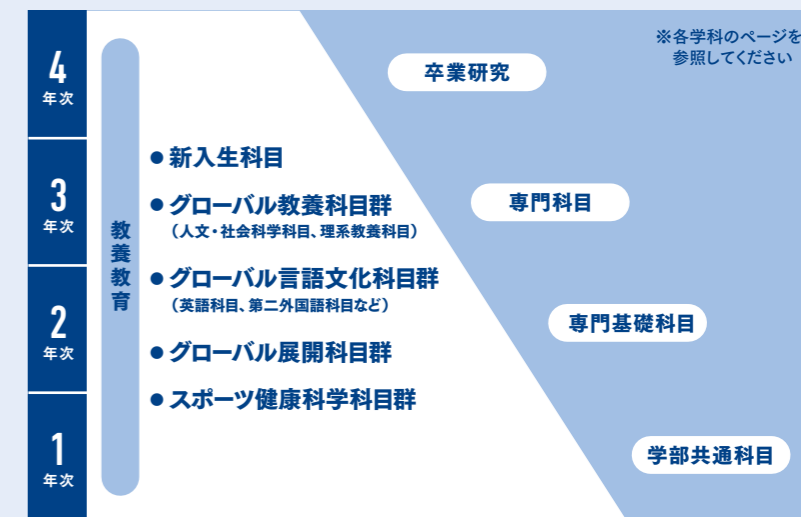 4
年次
3
年次
2
年次
1
年次
教養教育
● 新入生科目
● グローバル教養科目群
（人文・社会科学科目、理系教養科目）
● グローバル言語文化科目群
（英語科目、第二外国語科目など）
● グローバル展開科目群
● スポーツ健康科学科目群
※各学科のページを
参照してください
卒業研究
専門科目
専門基礎科目
学部共通科目